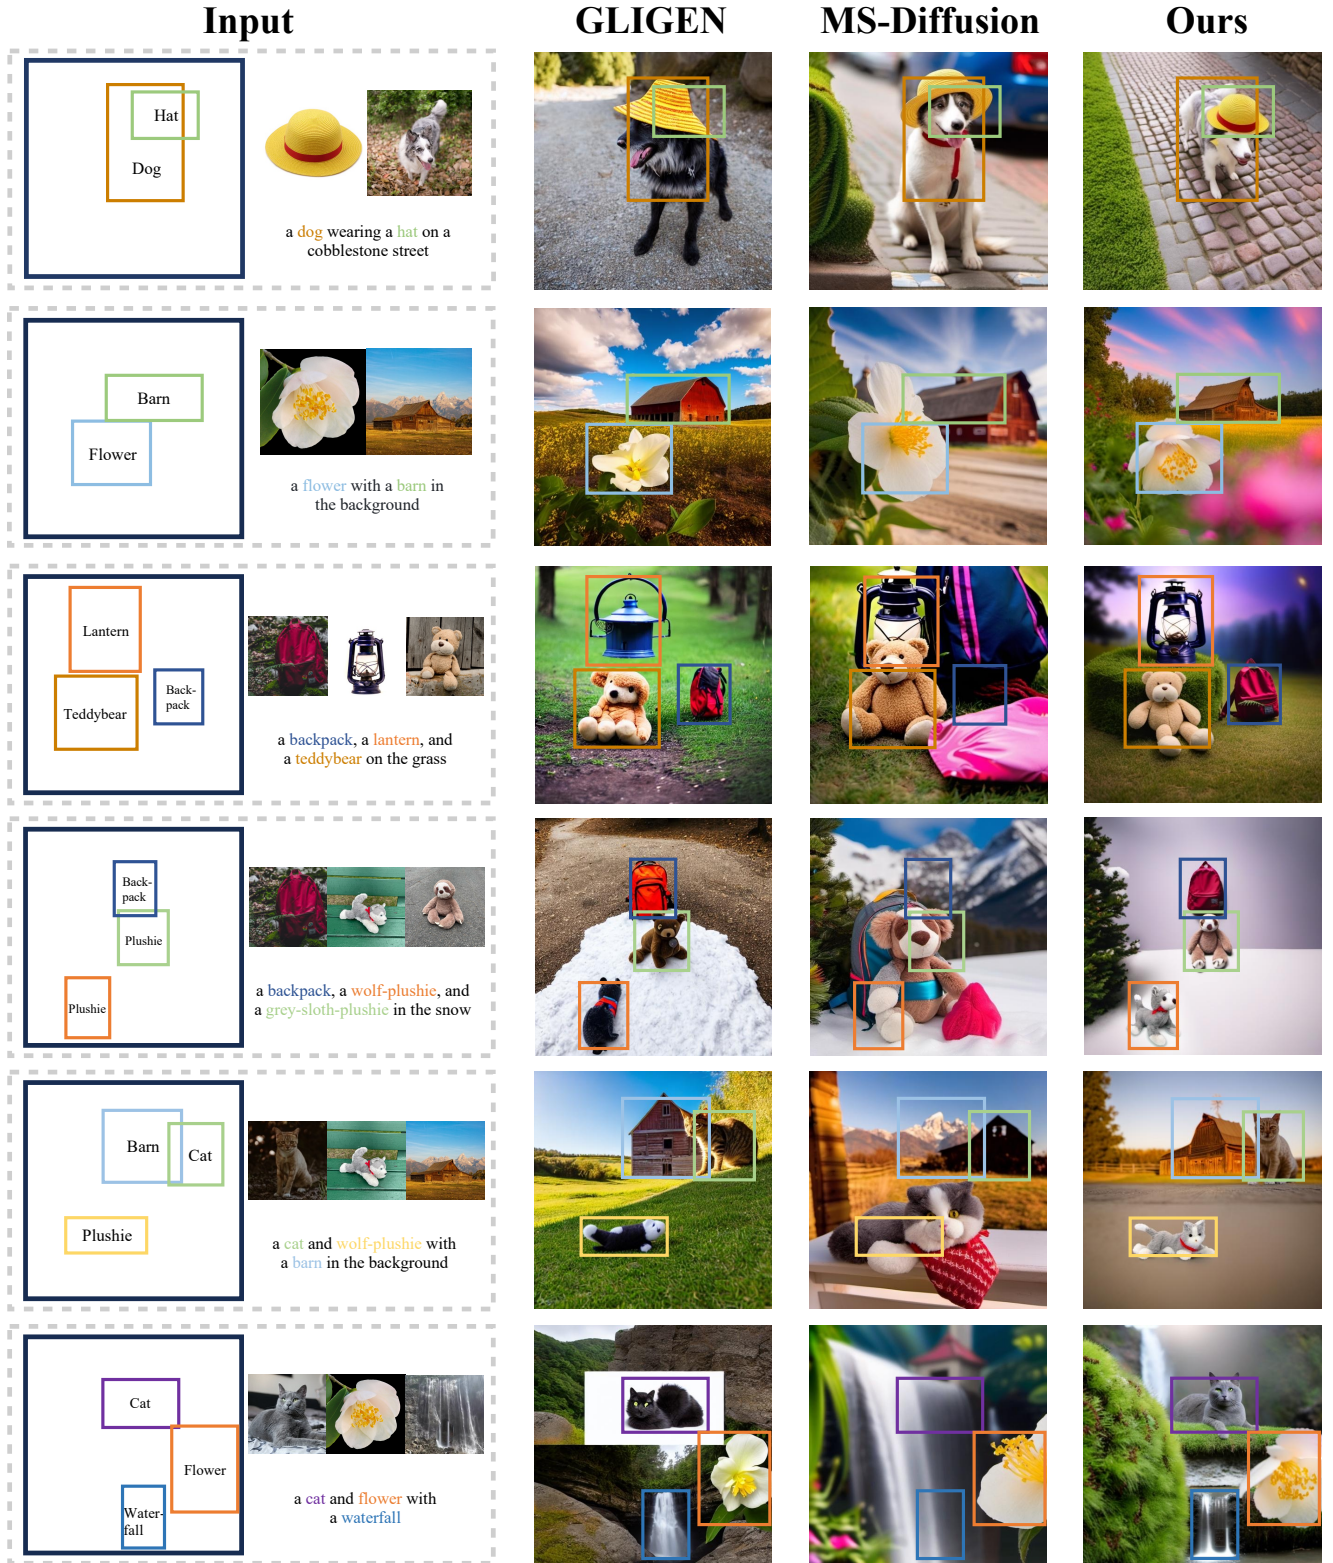 Input
GLIGEN
MS-Diffusion
Ours
Hat
Dog
a dog wearing a hat on a
cobblestone street
Barn
Flower
a flower with a barn in
the background
Lantern
Back-
pack
Teddybear
a backpack, a lantern, and
a teddybear on the grass
Back-
pack
Plushie
Plushie
a backpack, a wolf-plushie, and
a grey-sloth-plushie in the snow
Barn
Cat
Plushie
a cat and wolf-plushie with
a barn in the background
Cat
Flower
Water-
fall
a cat and flower with
a waterfall